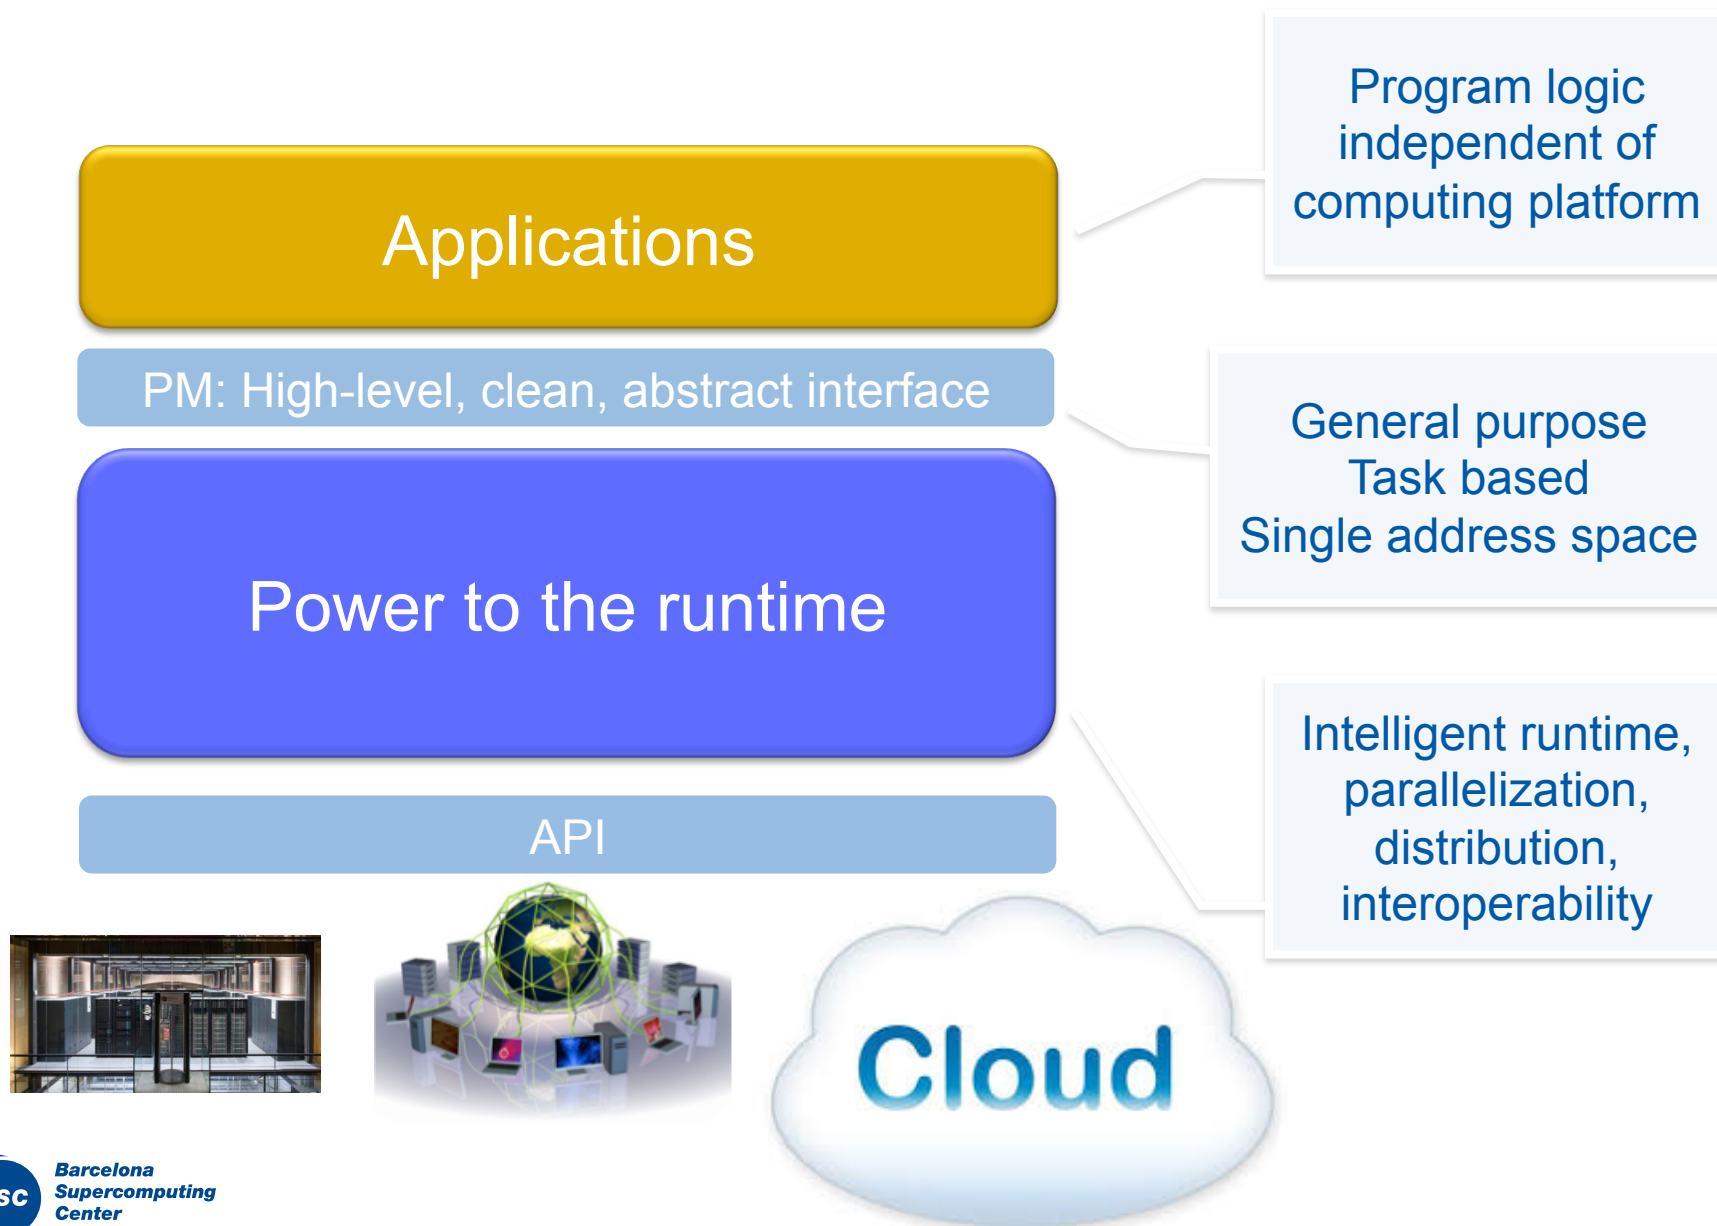 Applications
PM: High-level, clean, abstract interface
Power to the runtime
API
Program logic
independent of
computing platform
General purpose
Task based
Single address space
Intelligent runtime,
parallelization,
distribution,
interoperability
Cloud
SC
Barcelona
Supercomputing
Center